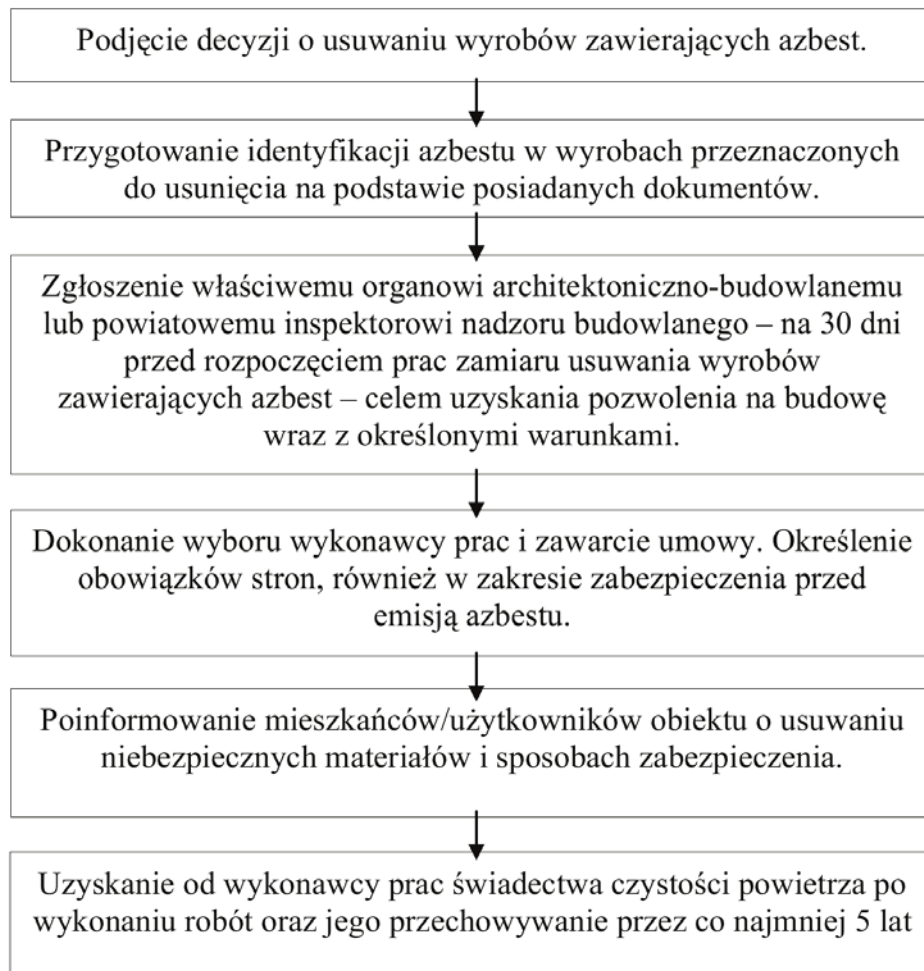 Podjęcie decyzji o usuwaniu wyrobów zawierających azbest.
Przygotowanie identyfikacji azbestu w wyrobach przeznaczonych
do usunięcia na podstawie posiadanych dokumentów.
Zgłoszenie właściwemu organowi architektoniczno-budowlanemu
lub powiatowemu inspektorowi nadzoru budowlanego – na 30 dni
przed rozpoczęciem prac zamiaru usuwania wyrobów
zawierających azbest – celem uzyskania pozwolenia na budowę
wraz z określonymi warunkami.
Dokonanie wyboru wykonawcy prac i zawarcie umowy. Określenie
obowiązków stron, również w zakresie zabezpieczenia przed
emisją azbestu.
Poinformowanie mieszkańców/użytkowników obiektu o usuwaniu
niebezpiecznych materiałów i sposobach zabezpieczenia.
Uzyskanie od wykonawcy prac świadectwa czystości powietrza po
wykonaniu robót oraz jego przechowywanie przez co najmniej 5 lat